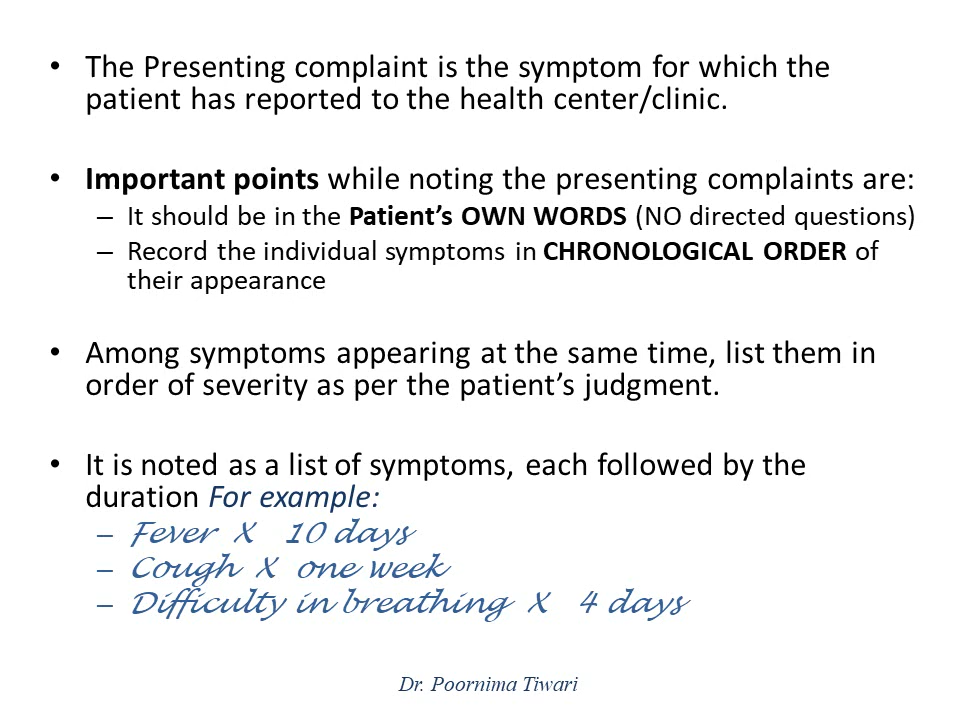 • The Presenting complaint is the symptom for which the
patient has reported to the health center/clinic.
• Important points while noting the presenting complaints are:
– It should be in the Patient's OWN WORDS (NO directed questions)
– Record the individual symptoms in CHRONOLOGICAL ORDER of
their appearance
• Among symptoms appearing at the same time, list them in
order of severity as per the patient's judgment.
• It is noted as a list of symptoms, each followed by the
duration For example:
– Fever X 10 days
– Cough X one week
– Difficulty in breathing X 4 days
Dr. Poornima Tiwari